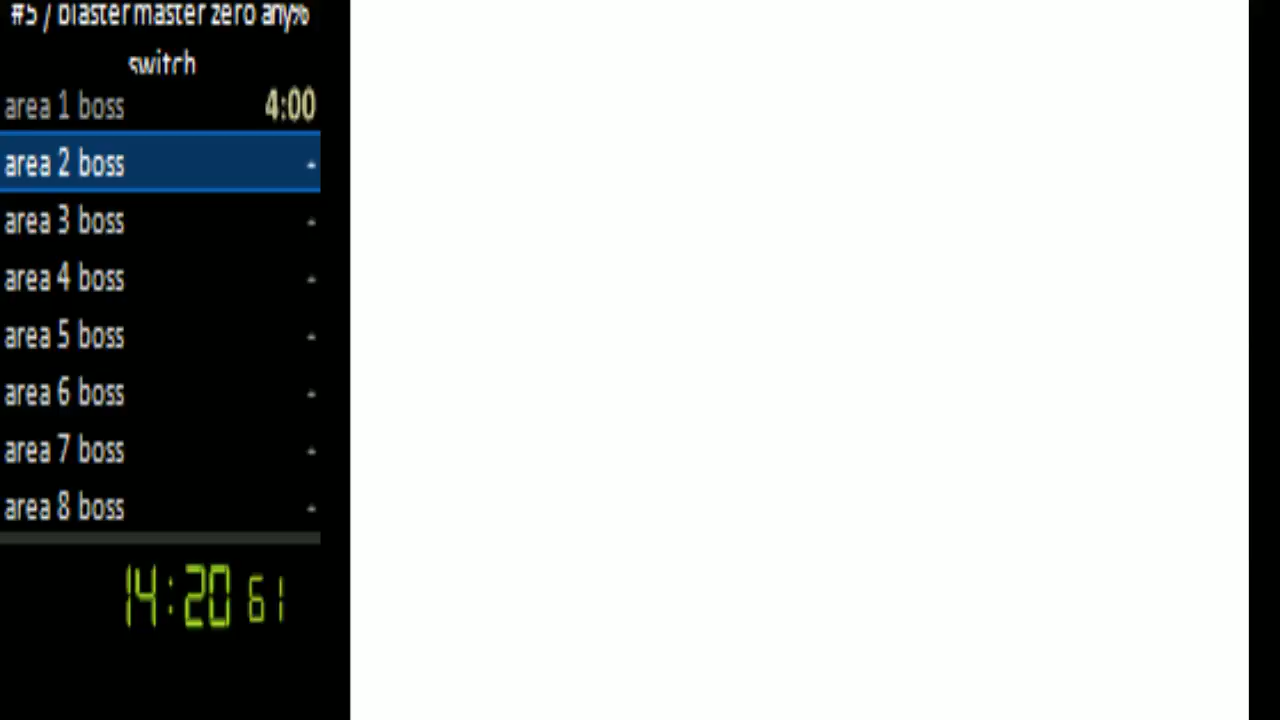 #5 / blaster master zero any%
switch
area 1 boss 4:00
area 2 boss -
area 3 boss -
area 4 boss -
area 5 boss -
area 6 boss -
area 7 boss -
area 8 boss -
14:20 61